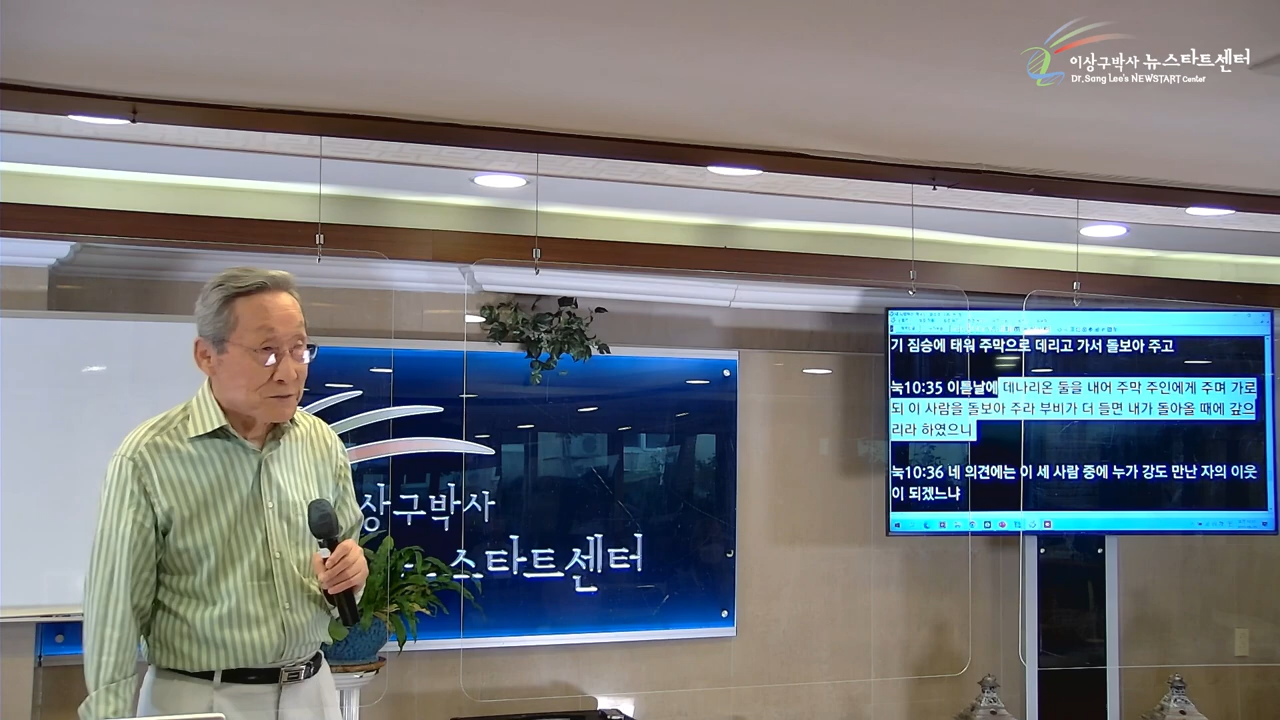 이상구박사 뉴스타트센터
Dr. Sang Lee's NEWSTART Center
기 짐승에 태워 주막으로 데리고 가서 돌보아 주고
눅10:35 이튿날에 데나리온 둘을 내어 주막 주인에게 주며 가로
되 이 사람을 돌보아 주라 부비가 더 들면 내가 돌아올 때에 갚으
리라 하였으니
눅10:36 네 의견에는 이 세 사람 중에 누가 강도 만난 자의 이웃
이 되겠느냐
상구박사
스타트센터